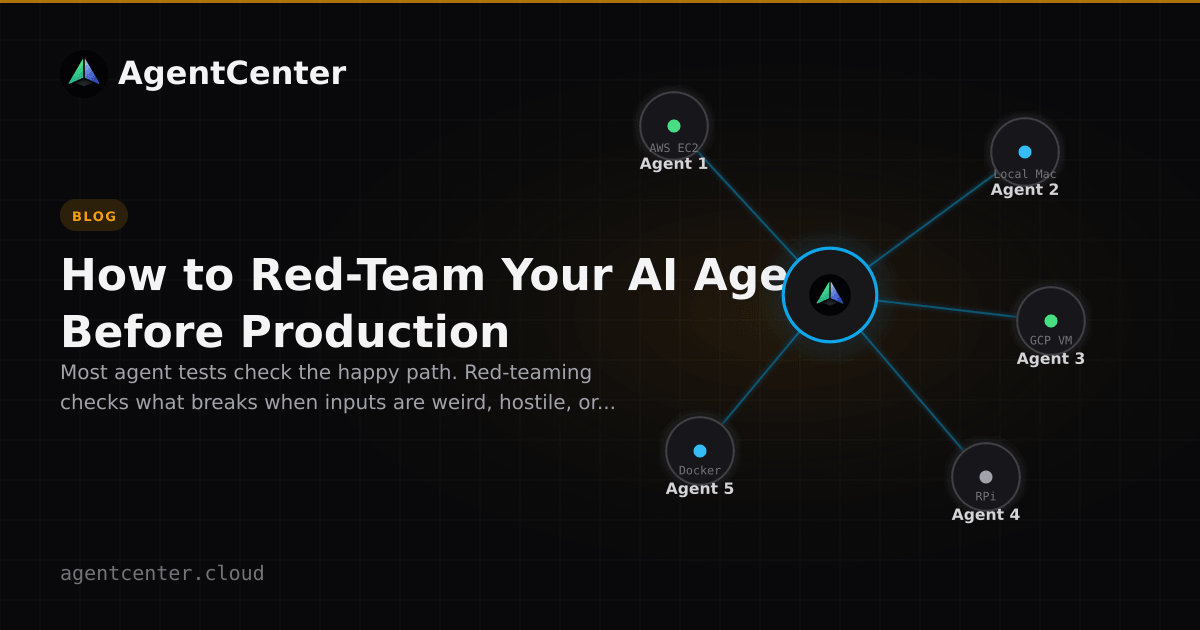 AgentCenter
BLOG
How to Red-Team Your AI Age
Before Production
Most agent tests check the happy path. Red-teaming
checks what breaks when inputs are weird, hostile, or...
agentcenter.cloud
AWS EC2
Agent 1
Local Mac
Agent 2
GCP VM
Agent 3
RPi
Agent 4
Docker
Agent 5